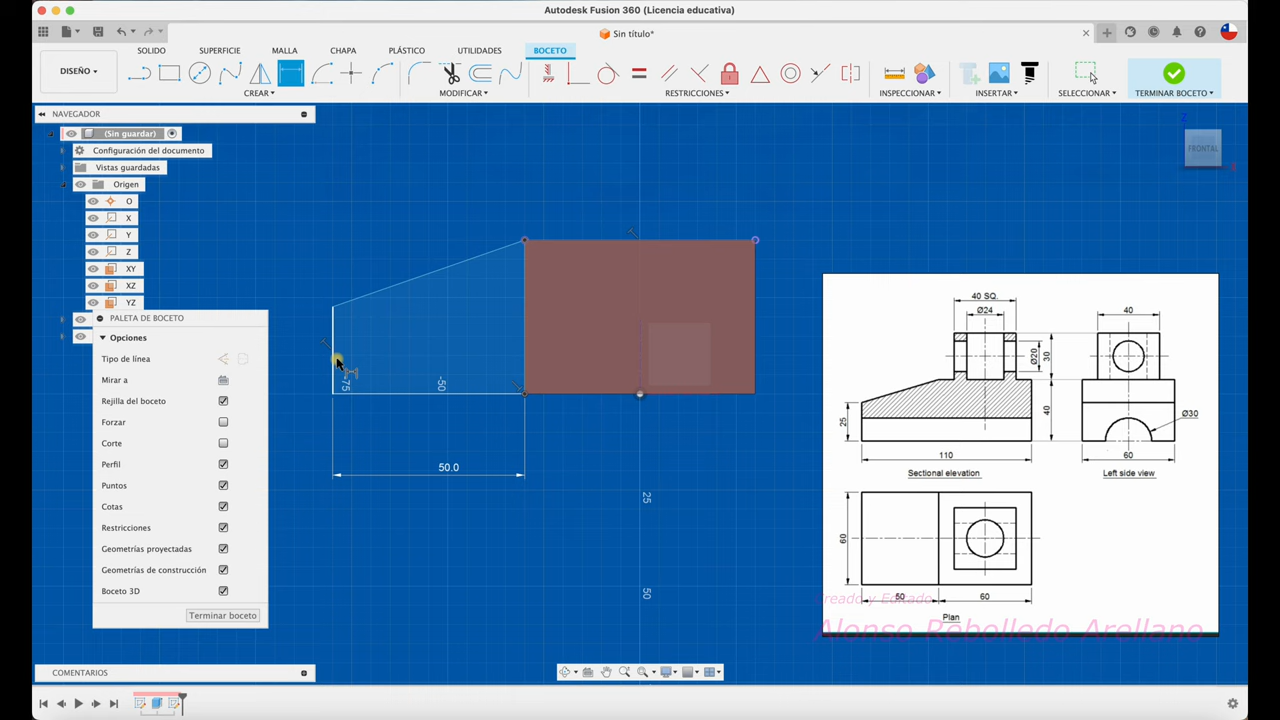 Autodesk Fusion 360 (Licencia educativa)
Sin título*
SOLIDO SUPERFICIE MALLA CHAPA PLÁSTICO UTILIDADES BOCETO
DISEÑO
CREAR MODIFICAR RESTRICCIONES INSPECCIONAR INSERTAR SELECCIONAR TERMINAR BOCETO
NAVEGADOR
(Sin guardar)
Configuración del documento
Vistas guardadas
Origen
O
X
Y
Z
XY
XZ
YZ
PALETA DE BOCETO
Opciones
Tipo de línea
Mirar a
Rejilla del boceto
Forzar
Corte
Perfil
Puntos
Cotas
Restricciones
Geometrías proyectadas
Geometrías de construcción
Boceto 3D
Terminar boceto
Z
FRONTAL
-75
-50
50.0
25
50
40 SQ.
Ø24
40
Ø20
30
40
25
Ø30
110
60
Sectional elevation
Left side view
60
50
60
Plan
Creado y Editado
Alonso Rebolledo Arellano
COMENTARIOS